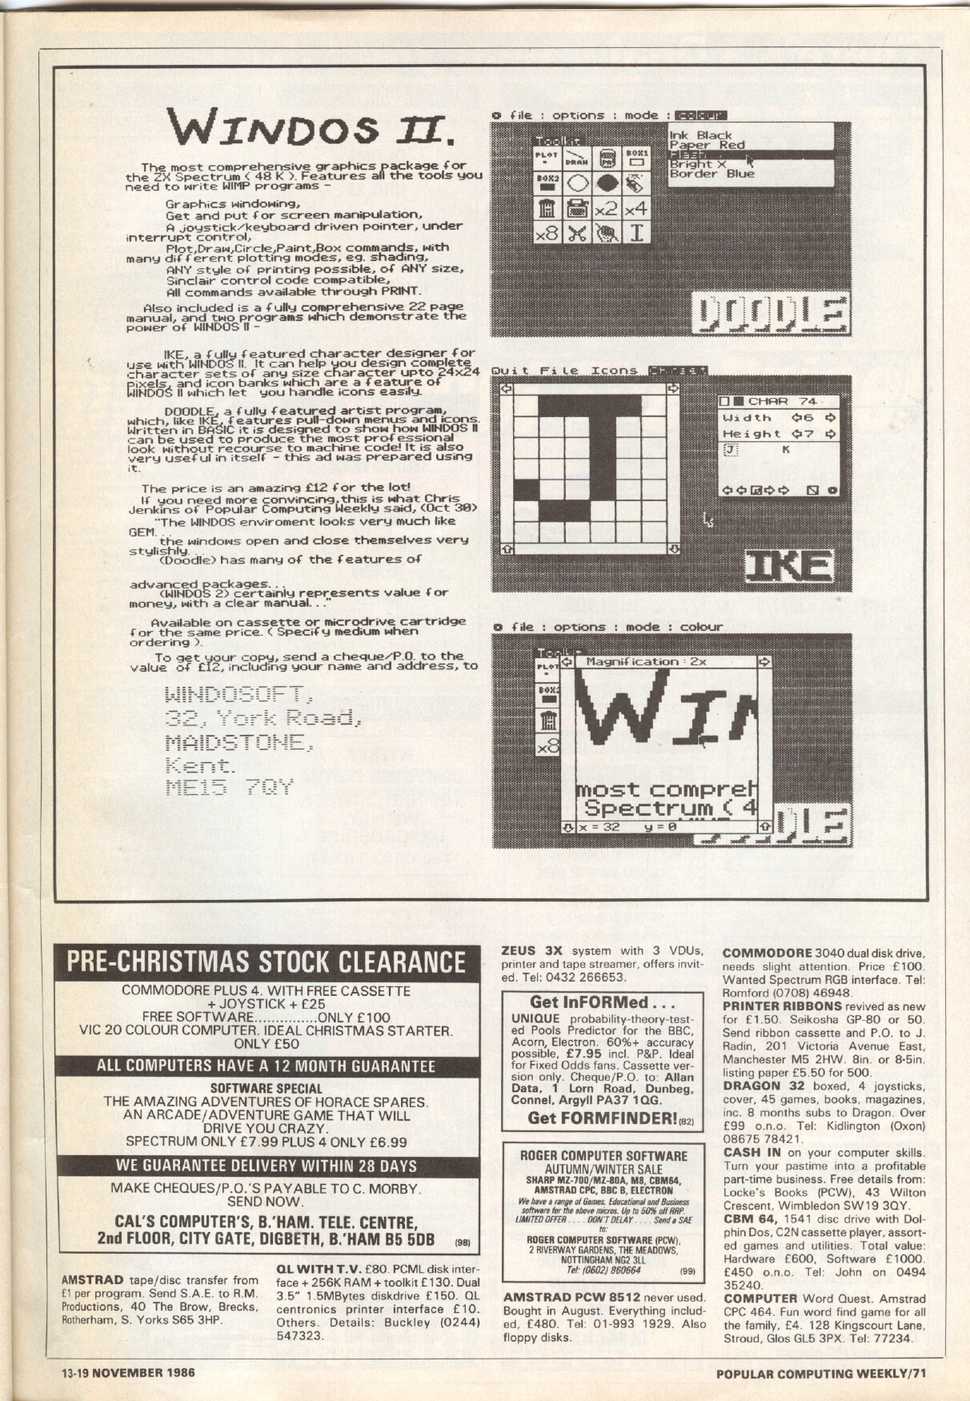 WINDOS II.
The most comprehensive graphics package for
the ZX Spectrum ( 48 K ). Features all the tools you
need to write WIMP programs -
Graphics windowing,
Get and put for screen manipulation,
A joystick/keyboard driven pointer, under
interrupt control,
Plot,Draw,Circle,Paint,Box commands, with
many different plotting modes, eg. shading,
ANY style of printing possible, of ANY size,
Sinclair control code compatible,
All commands available through PRINT.
Also included is a fully comprehensive 22 page
manual, and two programs which demonstrate the
power of WINDOS II -
IKE, a fully featured character designer for
use with WINDOS II. It can help you design complete
character sets of any size character upto 24x24
pixels, and icon banks which are a feature of
WINDOS II which let you handle icons easily.
DOODLE, a fully featured artist program,
which, like IKE, features pull-down menus and icons.
Written in BASIC it is designed to show how WINDOS II
can be used to produce the most professional
look without recourse to machine code! It is also
very useful in itself - this ad was prepared using
it.
The price is an amazing £12 for the lot!
If you need more convincing,this is what Chris
Jenkins of Popular Computing Weekly said, (Oct 30)
"The WINDOS enviroment looks very much like
GEM...
the windows open and close themselves very
stylishly...
(Doodle) has many of the features of
advanced packages...
(WINDOS 2) certainly represents value for
money, with a clear manual..."
Available on cassette or microdrive cartridge
for the same price. ( Specify medium when
ordering ).
To get your copy, send a cheque/P.O. to the
value of £12, including your name and address, to
WINDOSOFT,
32, York Road,
MAIDSTONE,
Kent.
ME15 7QY
file : options : mode : colour
Toolkit
Ink Black
Paper Red
Flash
Bright X
Border Blue
PLOT DRAW BOX1
BOX2
x2 x4
x8
DOODLE
Quit File Icons
CHAR 74
Width 6
Height 7
J K
IKE
file : options : mode : colour
Magnification : 2x
PLOT
BOX2
x8
WIN
most compreh
Spectrum ( 4
x = 32 y = 0
DOODLE
PRE-CHRISTMAS STOCK CLEARANCE
COMMODORE PLUS 4. WITH FREE CASSETTE
+ JOYSTICK + £25
FREE SOFTWARE..............ONLY £100
VIC 20 COLOUR COMPUTER. IDEAL CHRISTMAS STARTER.
ONLY £50
ALL COMPUTERS HAVE A 12 MONTH GUARANTEE
SOFTWARE SPECIAL
THE AMAZING ADVENTURES OF HORACE SPARES.
AN ARCADE/ADVENTURE GAME THAT WILL
DRIVE YOU CRAZY.
SPECTRUM ONLY £7.99 PLUS 4 ONLY £6.99
WE GUARANTEE DELIVERY WITHIN 28 DAYS
MAKE CHEQUES/P.O.'S PAYABLE TO C. MORBY.
SEND NOW.
CAL'S COMPUTER'S, B.'HAM. TELE. CENTRE,
2nd FLOOR, CITY GATE, DIGBETH, B.'HAM B5 5DB (98)
AMSTRAD tape/disc transfer from
£1 per program. Send S.A.E. to R.M.
Productions, 40 The Brow, Brecks,
Rotherham, S. Yorks S65 3HP.
QL WITH T.V. £80. PCML disk inter-
face + 256K RAM + toolkit £130. Dual
3.5" 1.5MBytes diskdrive £150. QL
centronics printer interface £10.
Others. Details: Buckley (0244)
547323.
ZEUS 3X system with 3 VDUs,
printer and tape streamer, offers invit-
ed. Tel: 0432 266653.
Get InFORMed . . .
UNIQUE probability-theory-test-
ed Pools Predictor for the BBC,
Acorn, Electron. 60%+ accuracy
possible, £7.95 incl. P&P. Ideal
for Fixed Odds fans. Cassette ver-
sion only. Cheque/P.O. to: Allan
Data, 1 Lorn Road, Dunbeg,
Connel, Argyll PA37 1QG.
Get FORMFINDER! (82)
ROGER COMPUTER SOFTWARE
AUTUMN/WINTER SALE
SHARP MZ-700/MZ-80A, M8, CBM64,
AMSTRAD CPC, BBC B, ELECTRON
We have a range of Games, Educational and Business
software for the above micros. Up to 50% off RRP.
LIMITED OFFER . . . . DON'T DELAY . . . . Send a SAE
to:
ROGER COMPUTER SOFTWARE (PCW),
2 RIVERWAY GARDENS, THE MEADOWS,
NOTTINGHAM NG2 3LL
Tel: (0602) 860664 (99)
AMSTRAD PCW 8512 never used.
Bought in August. Everything includ-
ed, £480. Tel: 01-993 1929. Also
floppy disks.
COMMODORE 3040 dual disk drive,
needs slight attention. Price £100.
Wanted Spectrum RGB interface. Tel:
Romford (0708) 46948.
PRINTER RIBBONS revived as new
for £1.50. Seikosha GP-80 or 50.
Send ribbon cassette and P.O. to J.
Radin, 201 Victoria Avenue East,
Manchester M5 2HW. 8in. or 8·5in.
listing paper £5.50 for 500.
DRAGON 32 boxed, 4 joysticks,
cover, 45 games, books, magazines,
inc. 8 months subs to Dragon. Over
£99 o.n.o. Tel: Kidlington (Oxon)
08675 78421.
CASH IN on your computer skills.
Turn your pastime into a profitable
part-time business. Free details from:
Locke's Books (PCW), 43 Wilton
Crescent, Wimbledon SW19 3QY.
CBM 64, 1541 disc drive with Dol-
phin Dos, C2N cassette player, assort-
ed games and utilities. Total value:
Hardware £600, Software £1000.
£450 o.n.o. Tel: John on 0494
35240.
COMPUTER Word Quest. Amstrad
CPC 464. Fun word find game for all
the family, £4. 128 Kingscourt Lane,
Stroud, Glos GL5 3PX. Tel: 77234.
13-19 NOVEMBER 1986
POPULAR COMPUTING WEEKLY/71